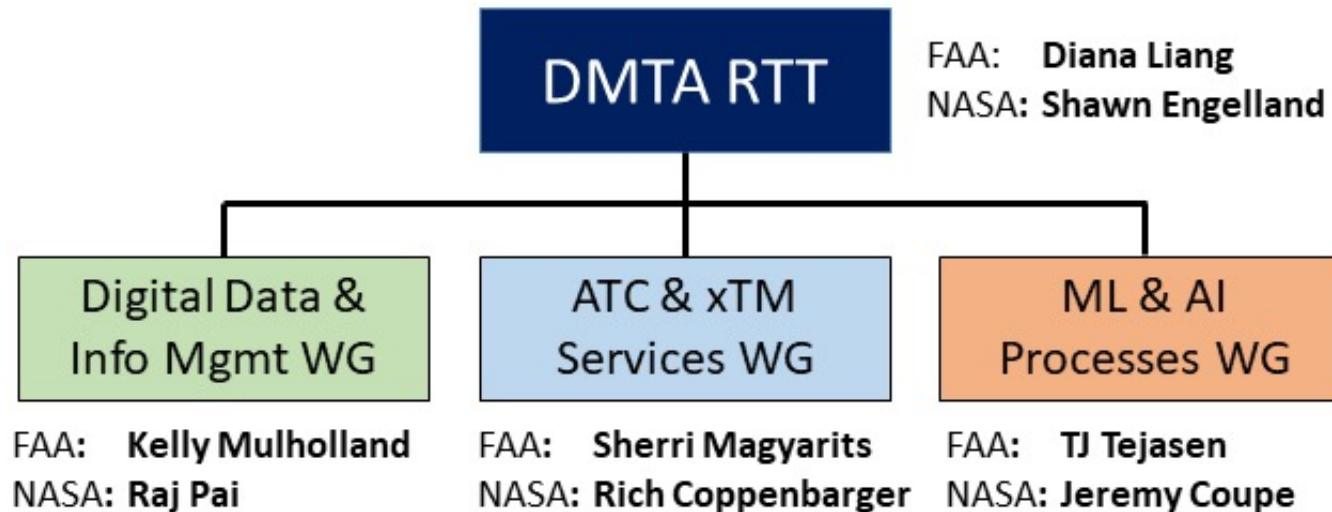 DMTA RTT
FAA: Diana Liang
NASA: Shawn Engelland
Digital Data &
Info Mgmt WG
FAA: Kelly Mulholland
NASA: Raj Pai
ATC & xTM
Services WG
FAA: Sherri Magyarits
NASA: Rich Coppenbarger
ML & AI
Processes WG
FAA: TJ Tejasen
NASA: Jeremy Coupe